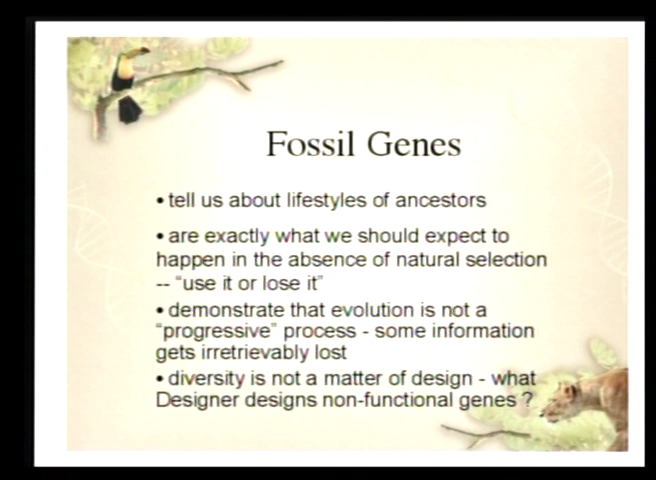 Fossil Genes
• tell us about lifestyles of ancestors
• are exactly what we should expect to
happen in the absence of natural selection
-- "use it or lose it"
• demonstrate that evolution is not a
"progressive" process - some information
gets irretrievably lost
• diversity is not a matter of design - what
Designer designs non-functional genes ?